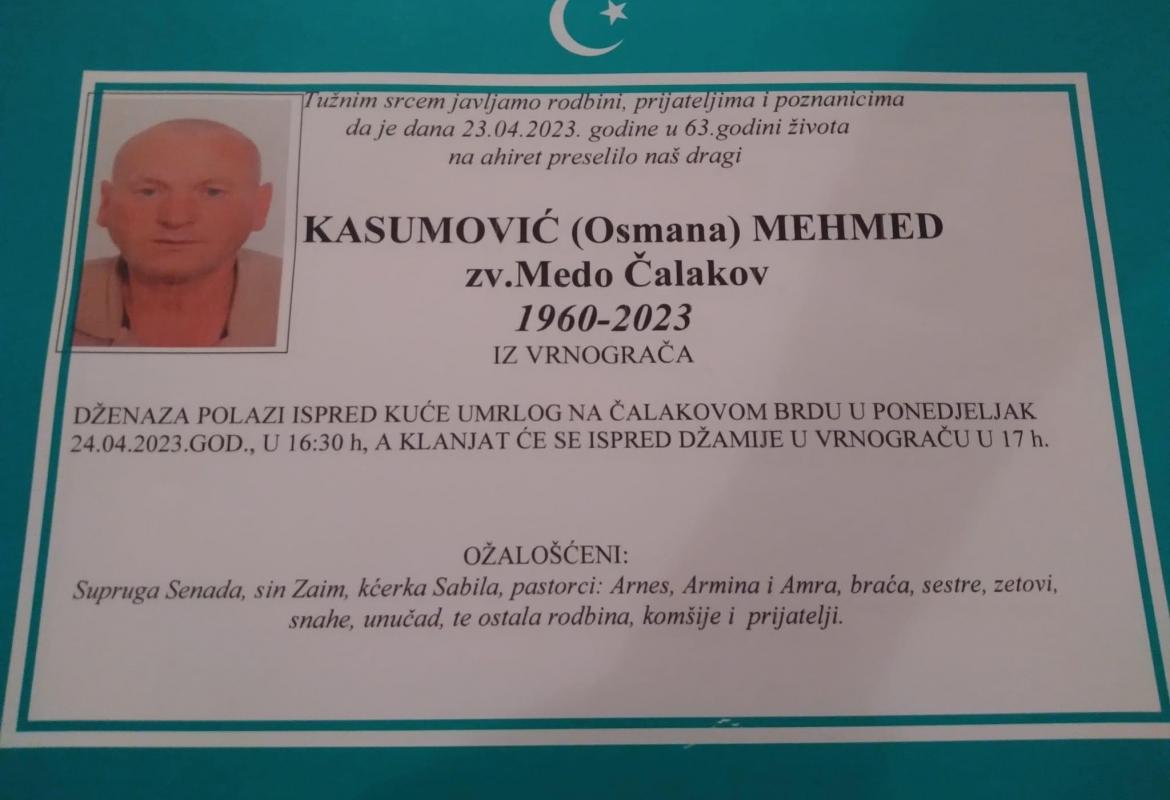 Tužnim srcem javljamo rodbini, prijateljima i poznanicima
da je dana 23.04.2023. godine u 63.godini života
na ahiret preselilo naš dragi
KASUMOVIĆ (Osmana) MEHMED
zv.Medo Čalakov
1960-2023
IZ VRNOGRAČA
DŽENAZA POLAZI ISPRED KUĆE UMRLOG NA ČALAKOVOM BRDU U PONEDJELJAK
24.04.2023.GOD., U 16:30 h, A KLANJAT ĆE SE ISPRED DŽAMIJE U VRNOGRAČU U 17 h.
OŽALOŠĆENI:
Supruga Senada, sin Zaim, kćerka Sabila, pastorci: Arnes, Armina i Amra, braća, sestre, zetovi,
snahe, unučad, te ostala rodbina, komšije i prijatelji.